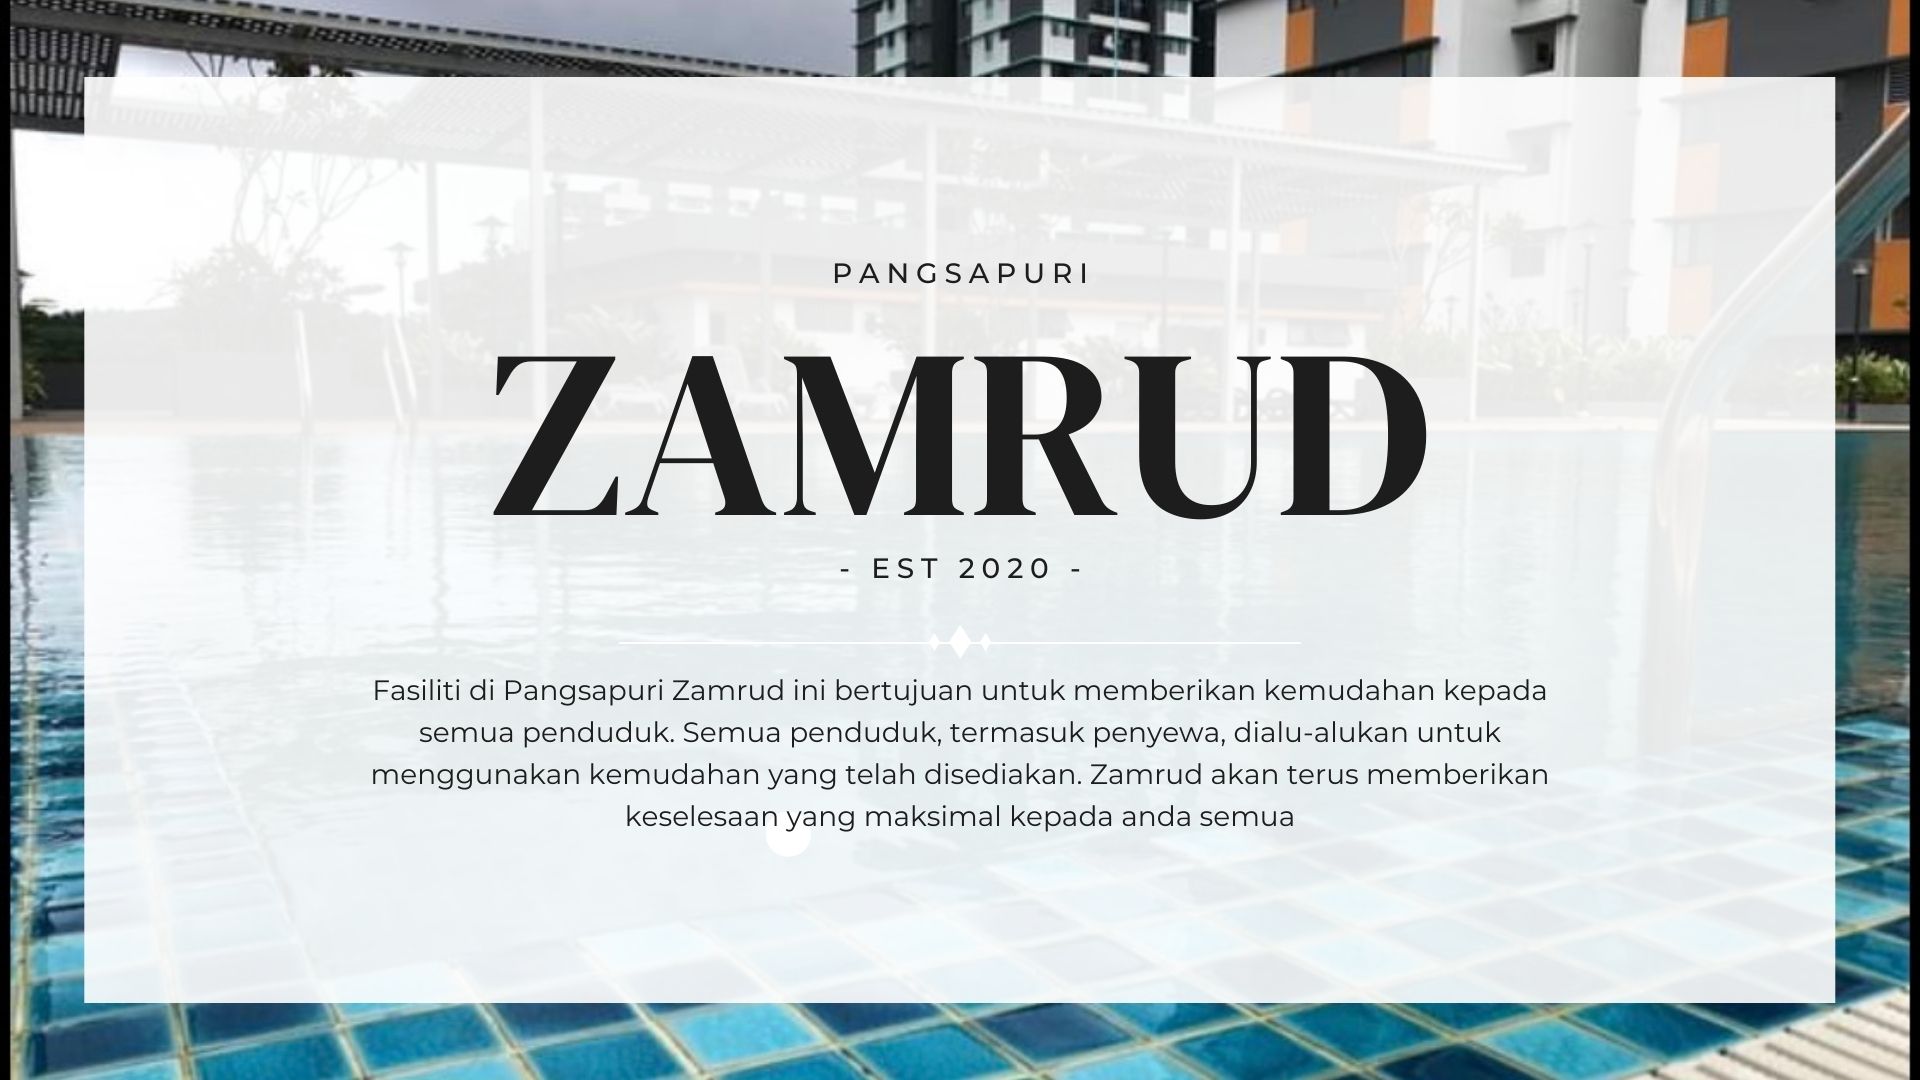 PANGSAPURI
ZAMRUD
- EST 2020 -
Fasiliti di Pangsapuri Zamrud ini bertujuan untuk memberikan kemudahan kepada
semua penduduk. Semua penduduk, termasuk penyewa, dialu-alukan untuk
menggunakan kemudahan yang telah disediakan. Zamrud akan terus memberikan
keselesaan yang maksimal kepada anda semua